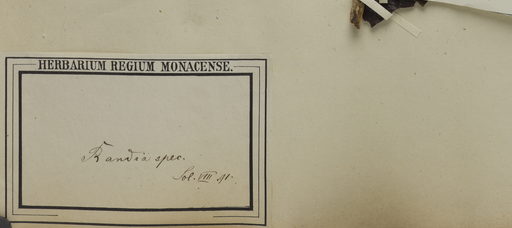 HERBARIUM REGIUM MONACENSE.
Randia spec.
Sol. VIII 91.